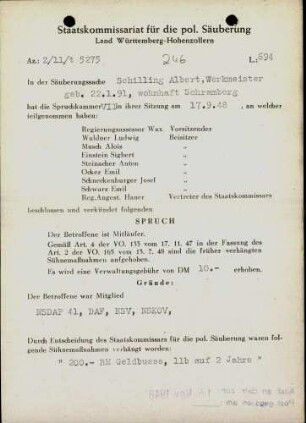 Staatskommissariat für die pol. Säuberung
Land Württemberg-Hohenzollern
Az.: 2/11/t 5275 246 L: 694
In der Säuberungssache Schilling Albert, Werkmeister
geb. 22.1.91, wohnhaft Schramberg
hat die Spruchkammer VII in ihrer Sitzung am 17.9.48, an welcher
teilgenommen haben:
Regierungsassessor Wax Vorsitzender
Waldner Ludwig Beisitzer
Musch Alois
Einstein Sigbert
Steinacher Anton
Oskez Emil
Schneckenburger Josef
Schwarz Emil
Reg.Angest. Hauer Vertreter des Staatskommissars
beschlossen und verkündet folgenden
SPRUCH
Der Betroffene ist Mitläufer.
Gemäß Art. 4 der VO. 133 vom 17. 11. 47 in der Fassung des
Art. 2 der VO. 165 vom 13. 7. 48 sind die früher verhängten
Sühnemaßnahmen aufgehoben.
Es wird eine Verwaltungsgebühr von DM 10.- erhoben.
Gründe:
Der Betroffene war Mitglied
NSDAP 41, DAF, NSV, NSKOV,
Durch Entscheidung des Staatskommissars für die pol. Säuberung waren fol-
gende Sühnemaßnahmen verhängt worden:
" 200.- RM Geldbusse, 11b auf 2 Jahre "